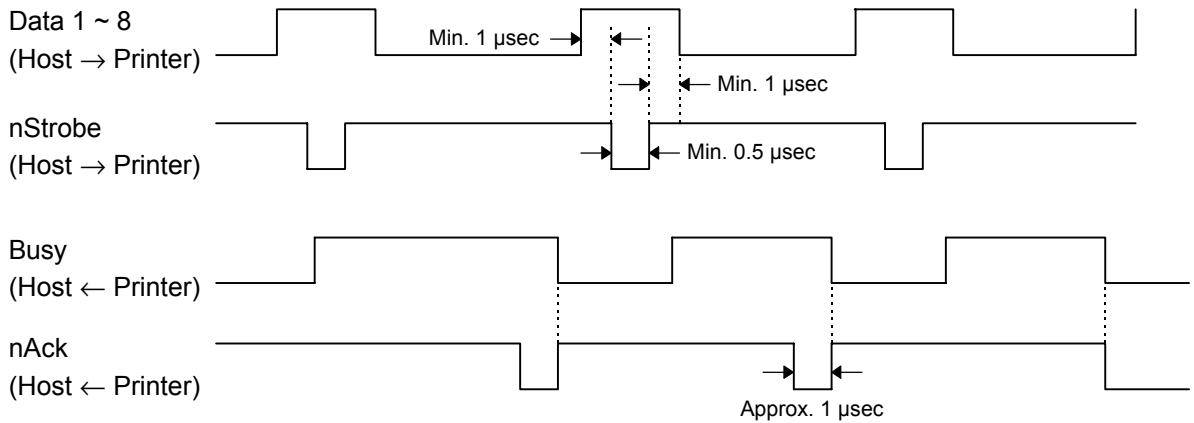 Data 1 ~ 8
(Host → Printer)
Min. 1 µsec
Min. 1 µsec
nStrobe
(Host → Printer)
Min. 0.5 µsec
Busy
(Host ← Printer)
nAck
(Host ← Printer)
Approx. 1 µsec